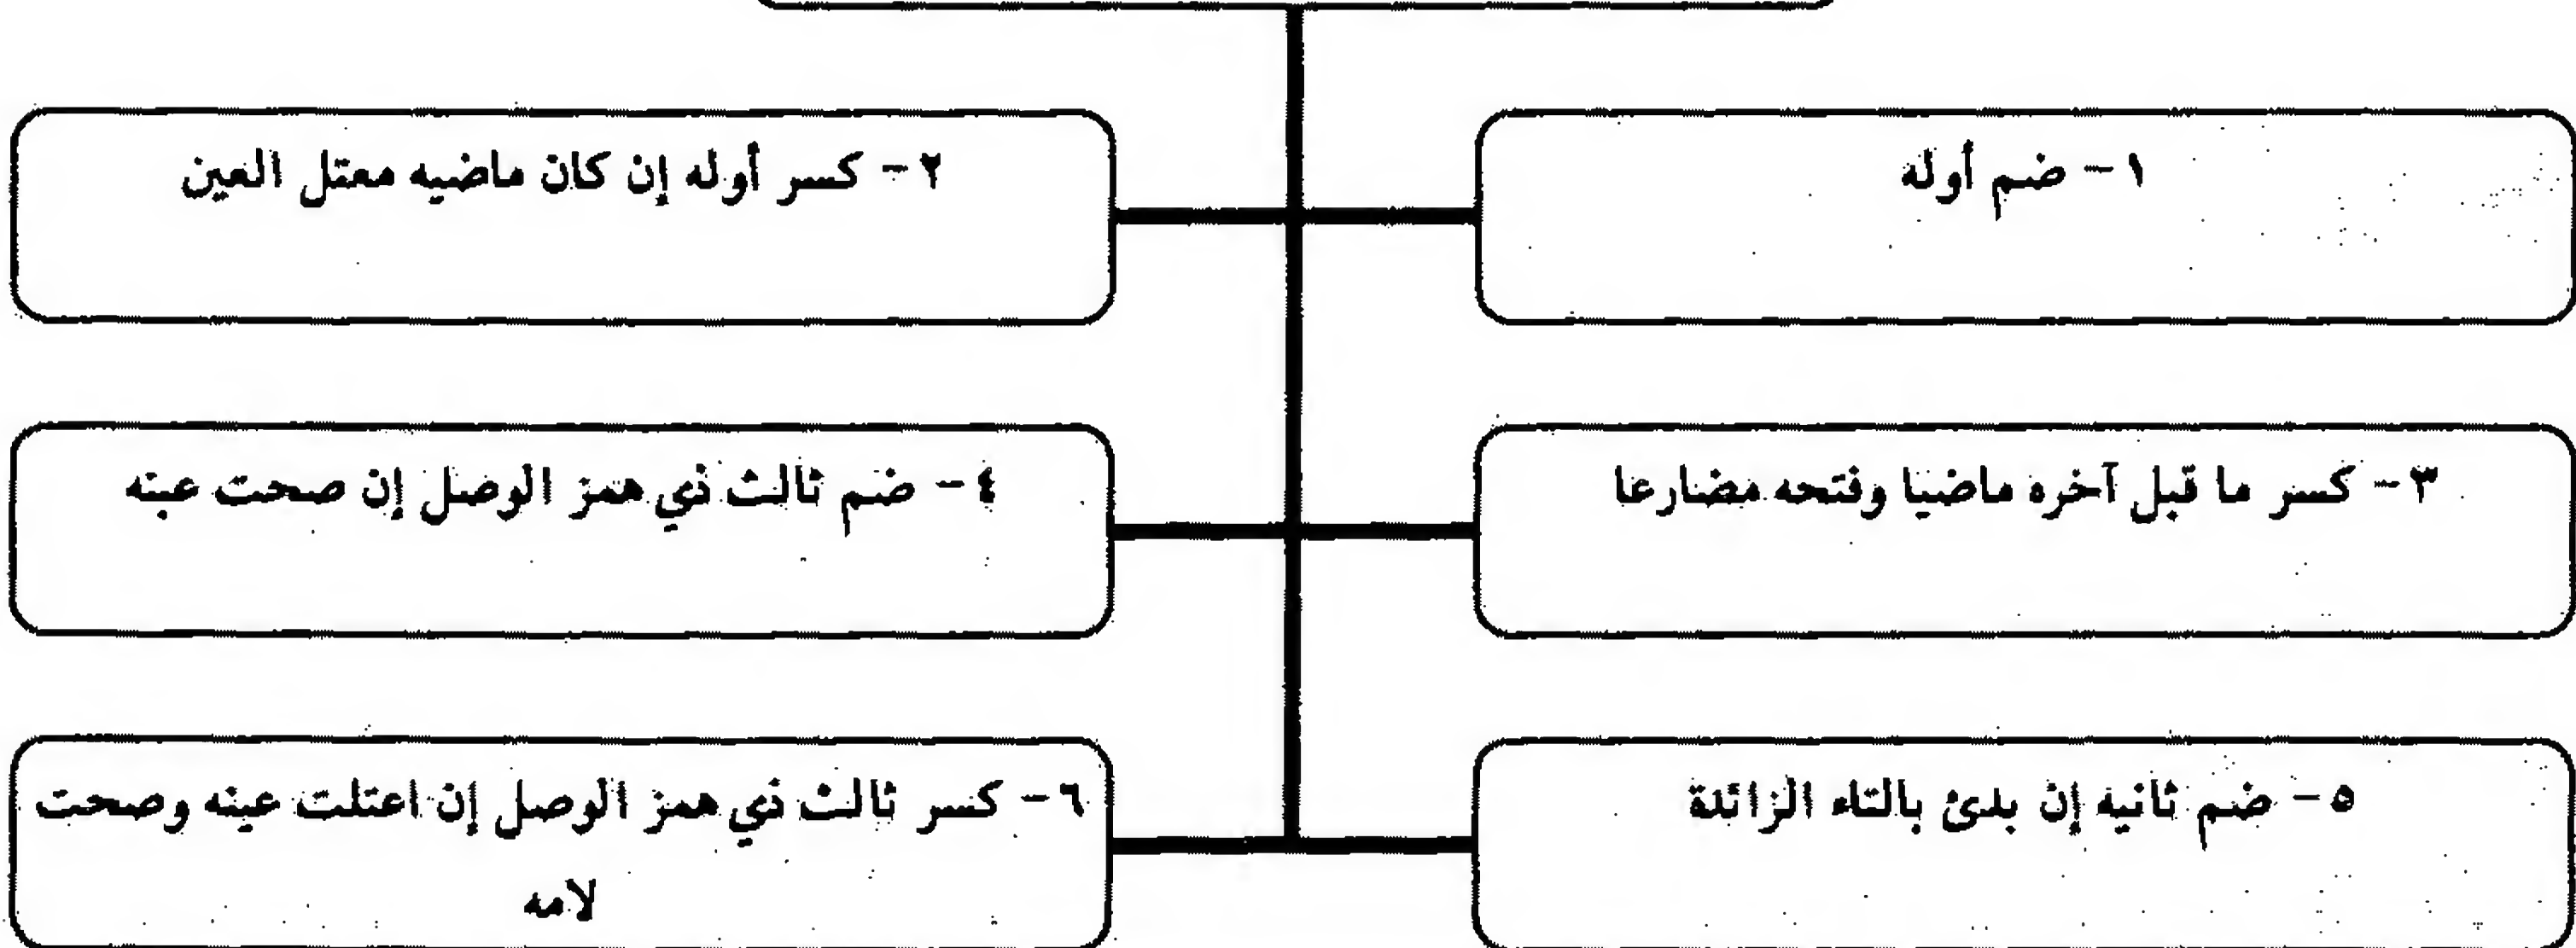 ١ - ضم أوله
٢ - كسر أوله إن كان ماضيه معتل العين
٣ - كسر ما قبل آخره ماضيا وفتحه مضارعا
٤ - ضم ثالث ذي همز الوصل إن صحت عينه
٥ - ضم ثانيه إن بدئ بالتاء الزائدة
٦ - كسر ثالث ذي همز الوصل إن اعتلت عينه وصحت
لامه